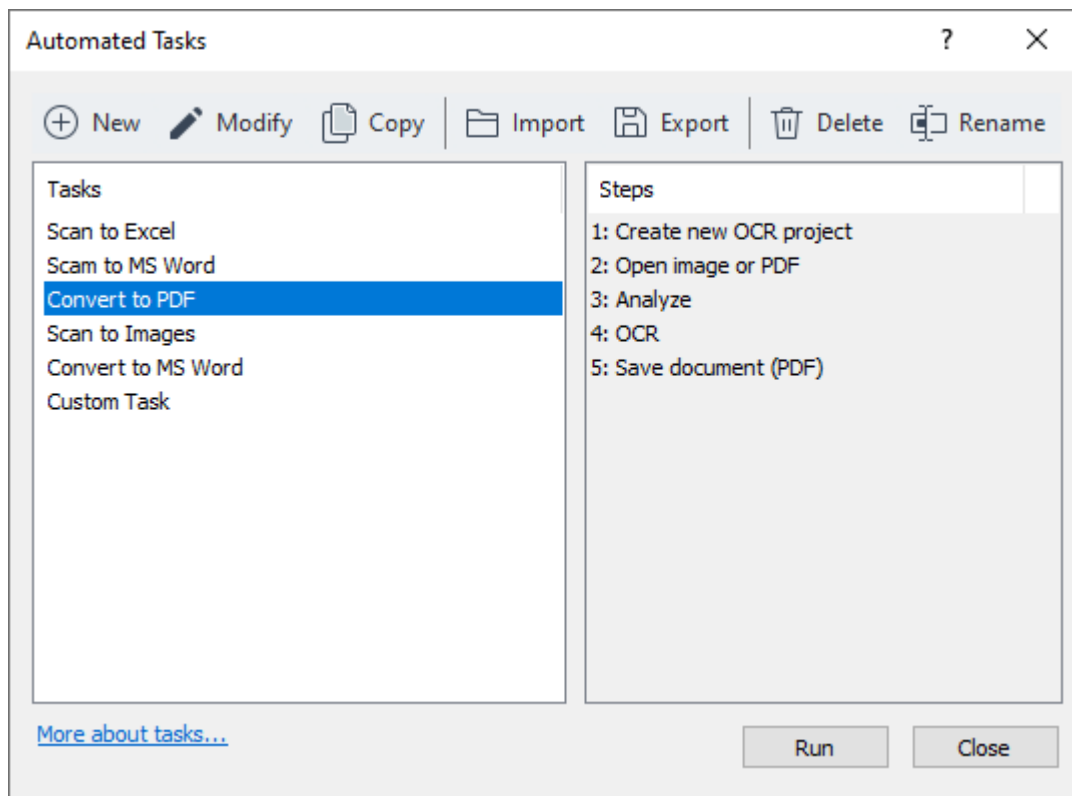 Automated Tasks ?
New Modify Copy Import Export Delete Rename
Tasks
Scan to Excel
Scam to MS Word
Convert to PDF
Scan to Images
Convert to MS Word
Custom Task
Steps
1: Create new OCR project
2: Open image or PDF
3: Analyze
4: OCR
5: Save document (PDF)
More about tasks...
Run Close